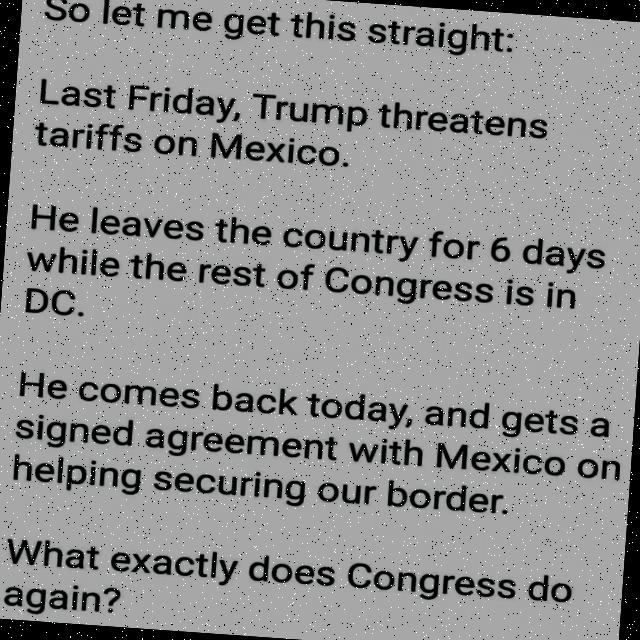 So let me get this straight:
Last Friday, Trump threatens
tariffs on Mexico.
He leaves the country for 6 days
while the rest of Congress is in
DC.
He comes back today, and gets a
signed agreement with Mexico on
helping securing our border.
What exactly does Congress do
again?